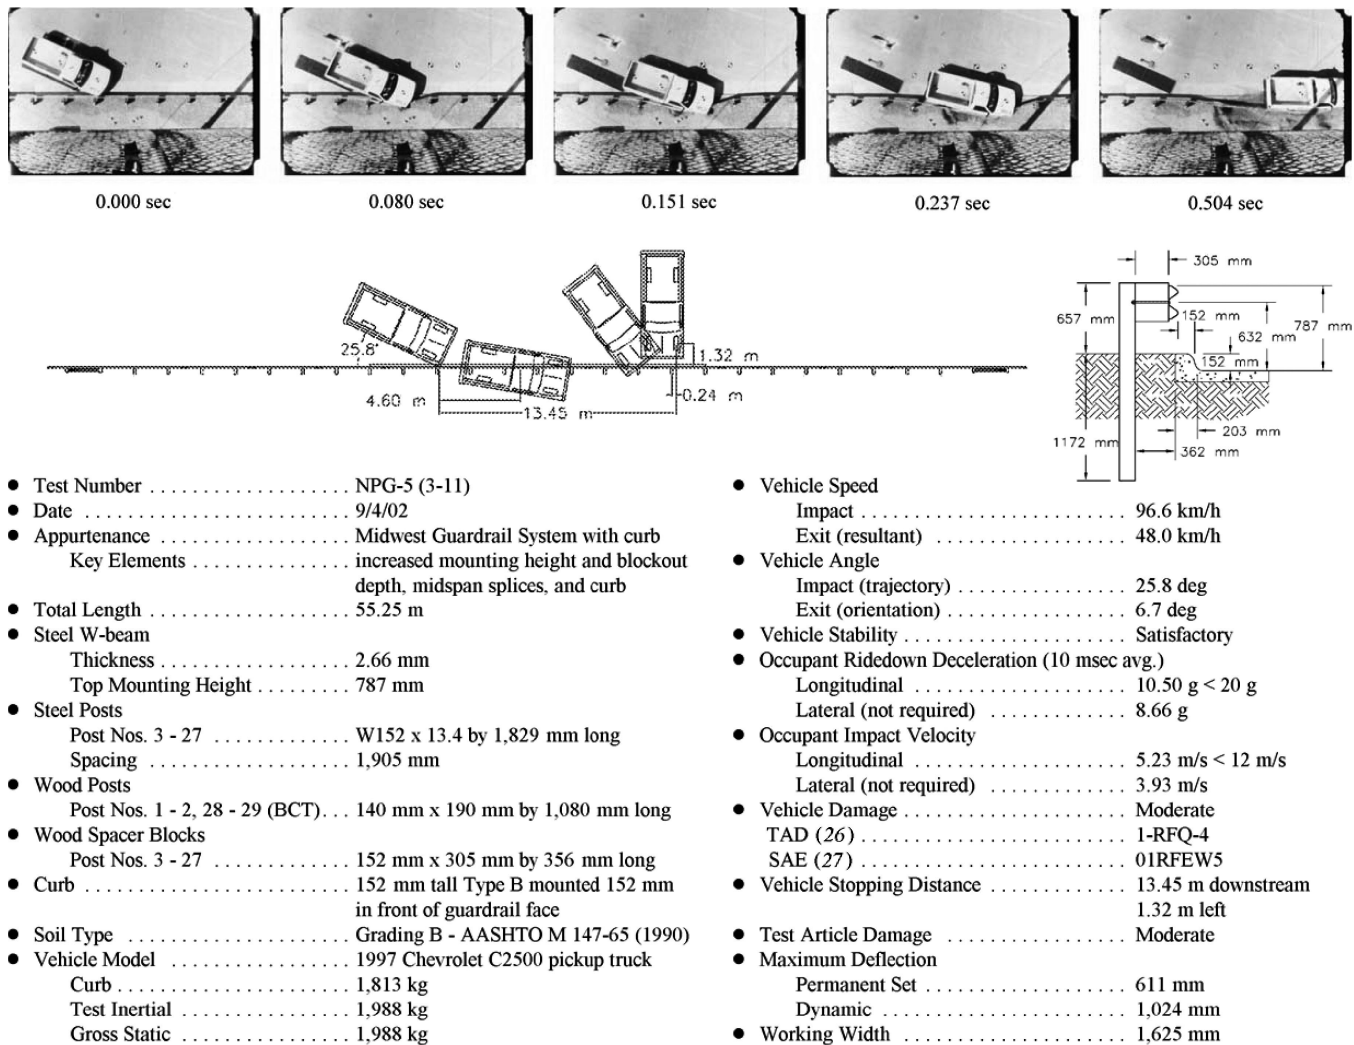 0.000 sec
0.080 sec
0.151 sec
0.237 sec
0.504 sec
305 mm
657 mm
152 mm
632 mm
787 mm
152 mm
203 mm
1172 mm
362 mm
25.8°
1.32 m
4.60 m
0.24 m
13.45 m
● Test Number . . . . . . . . . . . . . . . . . . . NPG-5 (3-11)
● Date . . . . . . . . . . . . . . . . . . . . . . . . . 9/4/02
● Appurtenance . . . . . . . . . . . . . . . . . . Midwest Guardrail System with curb
Key Elements . . . . . . . . . . . . . . . increased mounting height and blockout
depth, midspan splices, and curb
● Total Length . . . . . . . . . . . . . . . . . . . 55.25 m
● Steel W-beam
Thickness . . . . . . . . . . . . . . . . . . 2.66 mm
Top Mounting Height . . . . . . . . . 787 mm
● Steel Posts
Post Nos. 3 - 27 . . . . . . . . . . . . . W152 x 13.4 by 1,829 mm long
Spacing . . . . . . . . . . . . . . . . . . . 1,905 mm
● Wood Posts
Post Nos. 1 - 2, 28 - 29 (BCT). . . 140 mm x 190 mm by 1,080 mm long
● Wood Spacer Blocks
Post Nos. 3 - 27 . . . . . . . . . . . . . 152 mm x 305 mm by 356 mm long
● Curb . . . . . . . . . . . . . . . . . . . . . . . . . 152 mm tall Type B mounted 152 mm
in front of guardrail face
● Soil Type . . . . . . . . . . . . . . . . . . . . . Grading B - AASHTO M 147-65 (1990)
● Vehicle Model . . . . . . . . . . . . . . . . . 1997 Chevrolet C2500 pickup truck
Curb . . . . . . . . . . . . . . . . . . . . . . 1,813 kg
Test Inertial . . . . . . . . . . . . . . . . 1,988 kg
Gross Static . . . . . . . . . . . . . . . . 1,988 kg
● Vehicle Speed
Impact . . . . . . . . . . . . . . . . . . . . . . . . . 96.6 km/h
Exit (resultant) . . . . . . . . . . . . . . . . . . 48.0 km/h
● Vehicle Angle
Impact (trajectory) . . . . . . . . . . . . . . . . 25.8 deg
Exit (orientation) . . . . . . . . . . . . . . . . . 6.7 deg
● Vehicle Stability . . . . . . . . . . . . . . . . . . . . . Satisfactory
● Occupant Ridedown Deceleration (10 msec avg.)
Longitudinal . . . . . . . . . . . . . . . . . . . . 10.50 g < 20 g
Lateral (not required) . . . . . . . . . . . . . 8.66 g
● Occupant Impact Velocity
Longitudinal . . . . . . . . . . . . . . . . . . . . 5.23 m/s < 12 m/s
Lateral (not required) . . . . . . . . . . . . . 3.93 m/s
● Vehicle Damage . . . . . . . . . . . . . . . . . . . . . Moderate
TAD (26) . . . . . . . . . . . . . . . . . . . . . . . . . 1-RFQ-4
SAE (27) . . . . . . . . . . . . . . . . . . . . . . . . . 01RFEW5
● Vehicle Stopping Distance . . . . . . . . . . . . . 13.45 m downstream
1.32 m left
● Test Article Damage . . . . . . . . . . . . . . . . . Moderate
● Maximum Deflection
Permanent Set . . . . . . . . . . . . . . . . . . . . 611 mm
Dynamic . . . . . . . . . . . . . . . . . . . . . . . . 1,024 mm
● Working Width . . . . . . . . . . . . . . . . . . . . . 1,625 mm